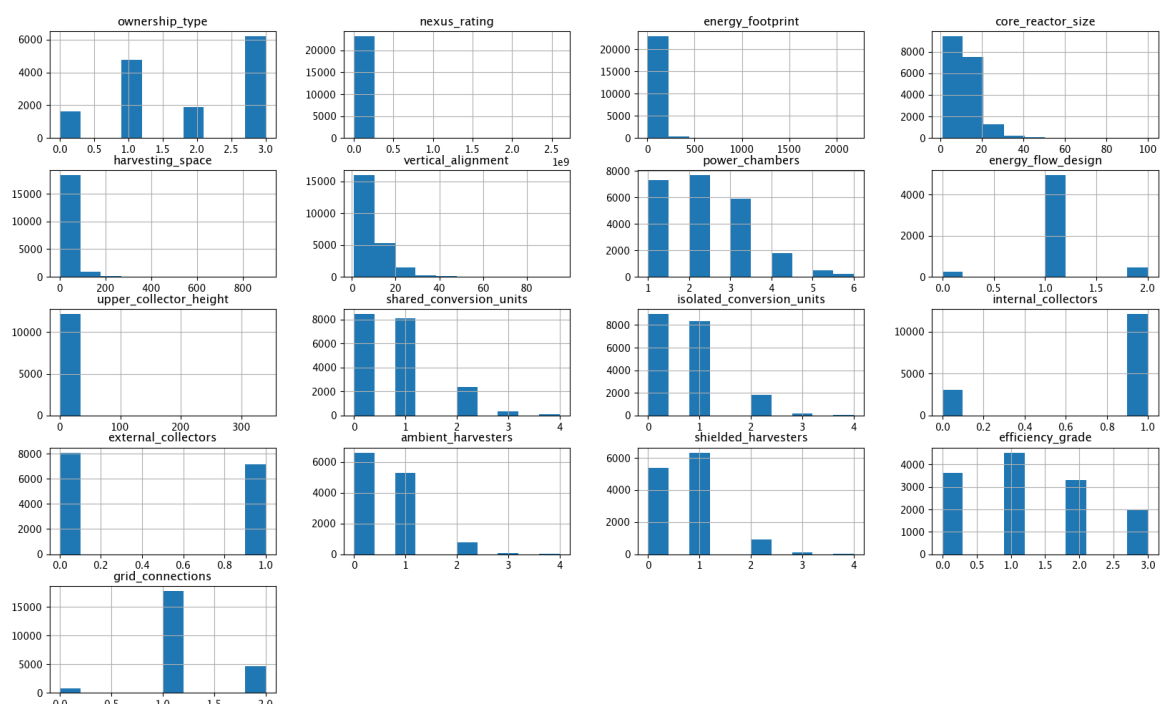 ownership_type
6000
4000
2000
0
0.0 0.5 1.0 1.5 2.0 2.5 3.0
nexus_rating
20000
15000
10000
5000
0
0.0 0.5 1.0 1.5 2.0 2.5
1e9
energy_footprint
20000
15000
10000
5000
0
0 500 1000 1500 2000
core_reactor_size
8000
6000
4000
2000
0
0 20 40 60 80 100
harvesting_space
15000
10000
5000
0
0 200 400 600 800
vertical_alignment
15000
10000
5000
0
0 20 40 60 80
power_chambers
8000
6000
4000
2000
0
1 2 3 4 5 6
energy_flow_design
4000
2000
0
0.0 0.5 1.0 1.5 2.0
upper_collector_height
10000
5000
0
0 100 200 300
shared_conversion_units
8000
6000
4000
2000
0
0 1 2 3 4
isolated_conversion_units
8000
6000
4000
2000
0
0 1 2 3 4
internal_collectors
10000
5000
0
0.0 0.2 0.4 0.6 0.8 1.0
external_collectors
8000
6000
4000
2000
0
0.0 0.2 0.4 0.6 0.8 1.0
ambient_harvesters
6000
4000
2000
0
0 1 2 3 4
shielded_harvesters
6000
4000
2000
0
0 1 2 3 4
efficiency_grade
4000
3000
2000
1000
0
0.0 0.5 1.0 1.5 2.0 2.5 3.0
grid_connections
15000
10000
5000
0
0.0 0.5 1.0 1.5 2.0